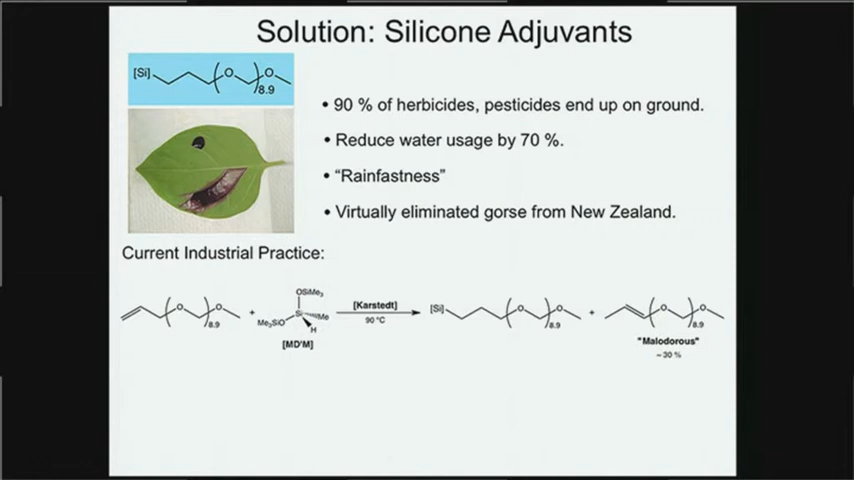 Solution: Silicone Adjuvants
[Si]
O
O
8.9
• 90 % of herbicides, pesticides end up on ground.
• Reduce water usage by 70 %.
• “Rainfastness”
• Virtually eliminated gorse from New Zealand.
Current Industrial Practice:
O
O
8.9
+
OSiMe3
Me3SiO
Si
Me
H
[MD'M]
[Karstedt]
90 °C
[Si]
O
O
8.9
+
O
O
8.9
"Malodorous"
~30 %